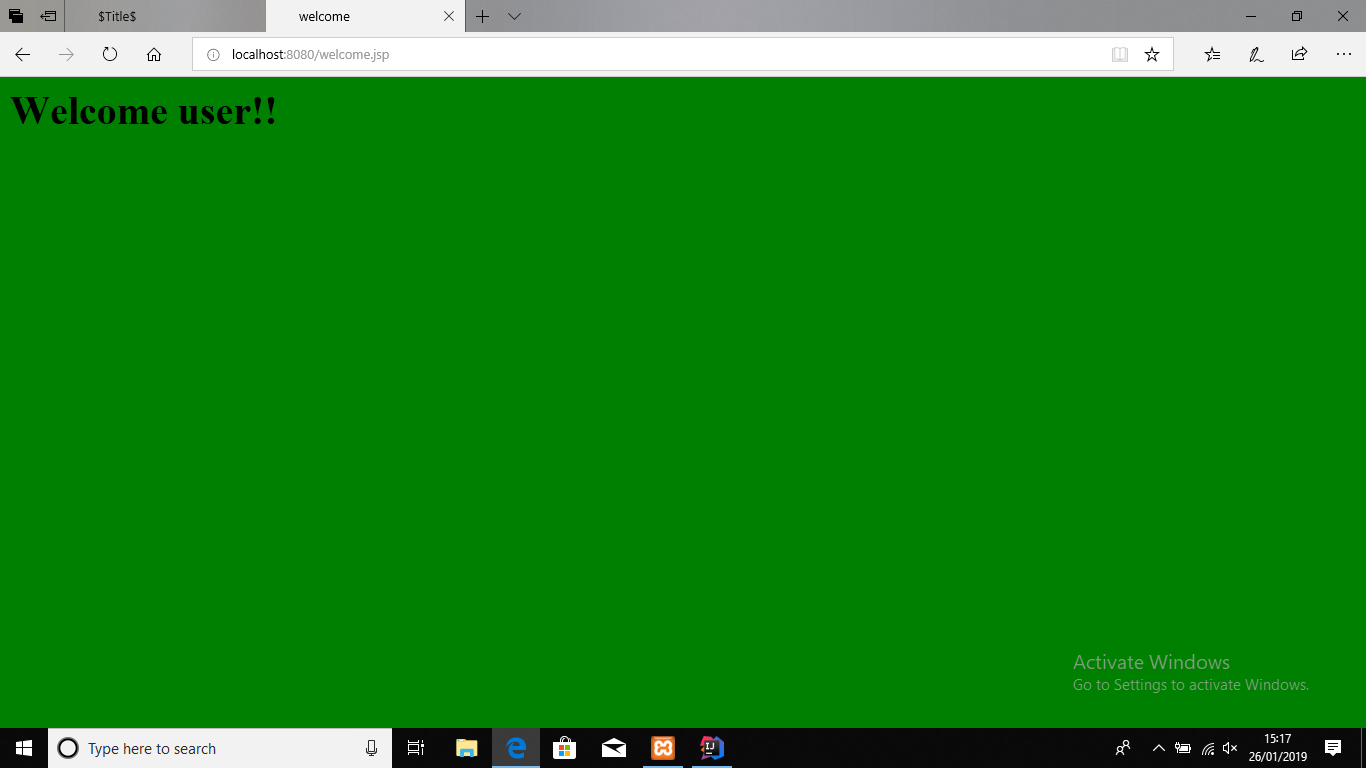 $Title$
welcome
localhost:8080/welcome.jsp
Welcome user!!
Activate Windows
Go to Settings to activate Windows.
Type here to search
IJ
15:17
26/01/2019